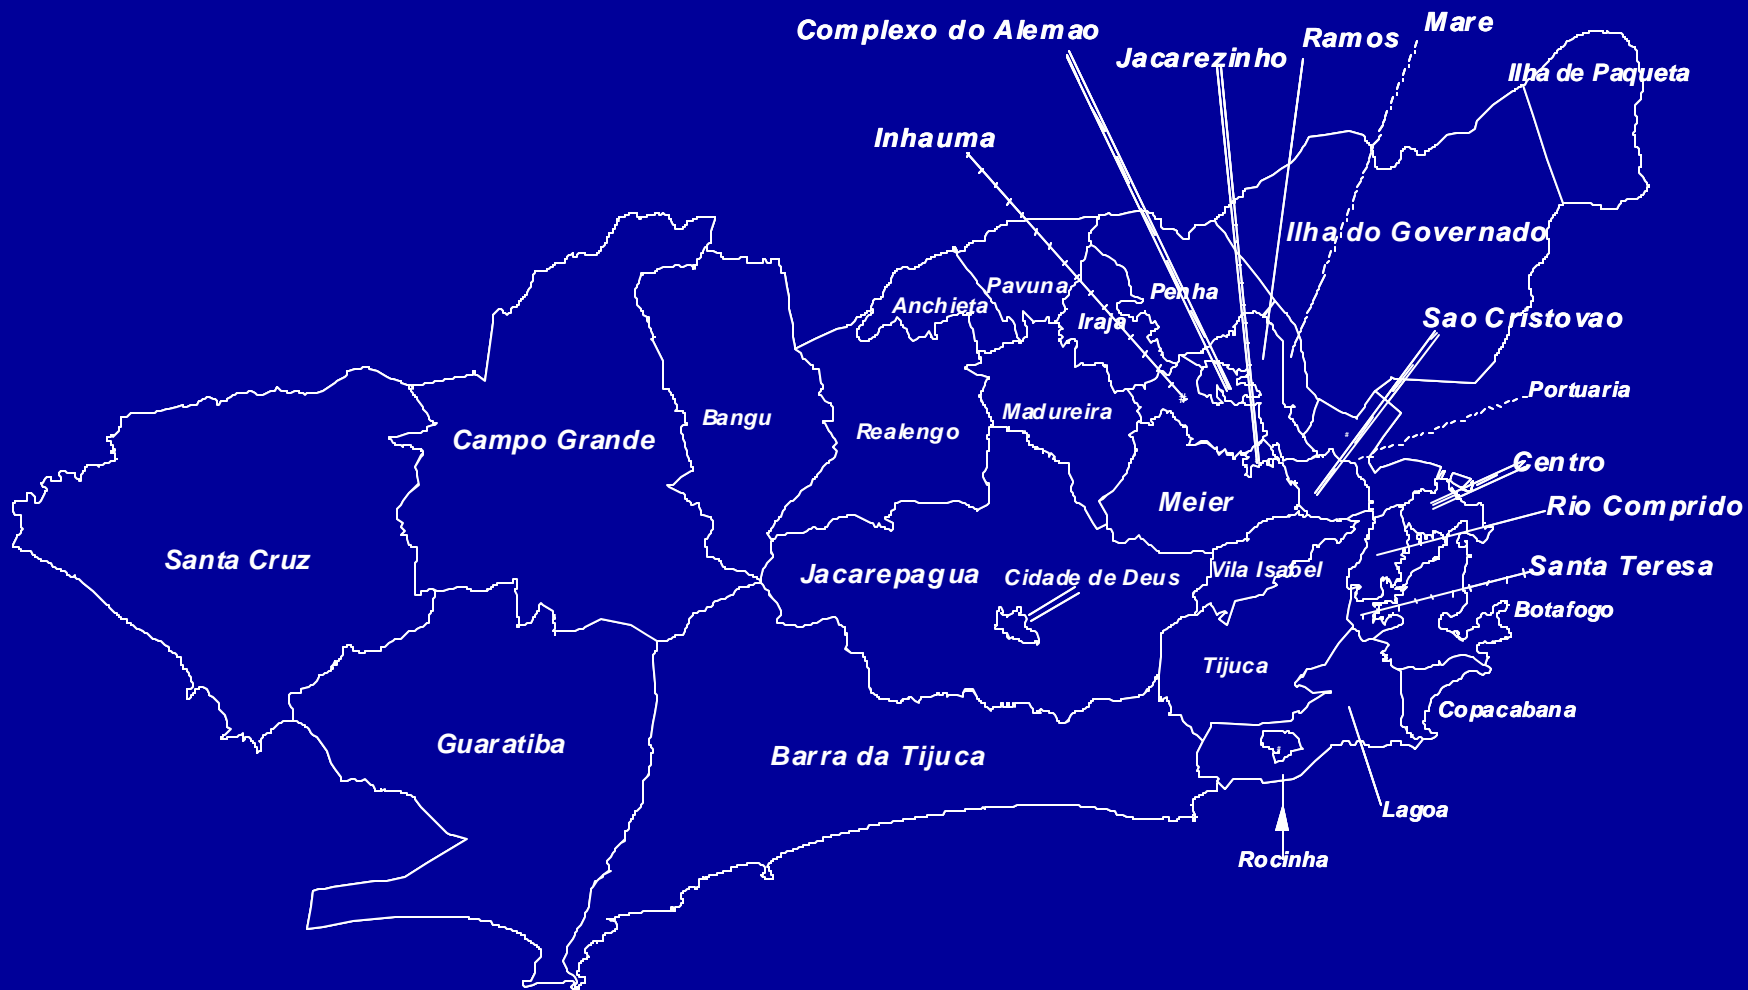 Mare
Complexo do Alemao
Ramos
Jacarezinho
Ilha de Paqueta
Inhauma
Ilha do Governado
Pavuna
Penha
Anchieta
Iraja
Sao Cristovao
Portuaria
Madureira
Bangu
Realengo
Campo Grande
Centro
Meier
Rio Comprido
Santa Cruz
Jacarepagua
Cidade de Deus
Vila Isabel
Santa Teresa
Botafogo
Tijuca
Copacabana
Guaratiba
Barra da Tijuca
Lagoa
Rocinha